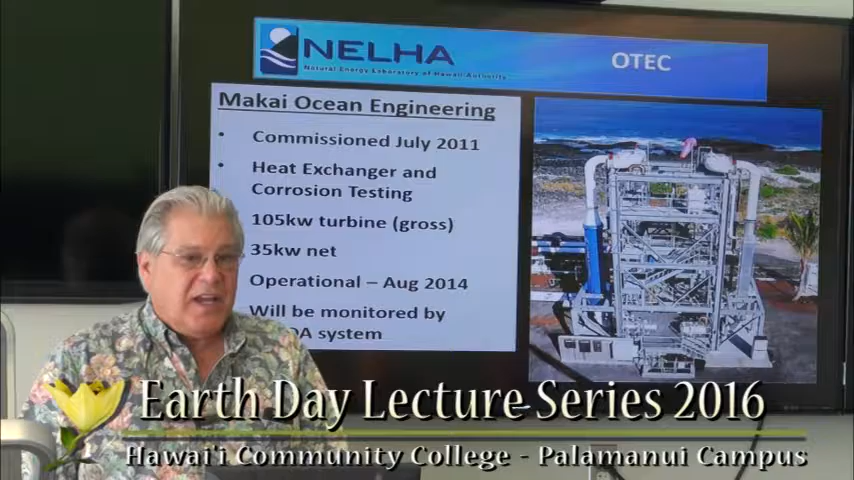 NELHA
Natural Energy Laboratory of Hawaii Authority
OTEC
Makai Ocean Engineering
• Commissioned July 2011
• Heat Exchanger and
Corrosion Testing
105kw turbine (gross)
35kw net
Operational – Aug 2014
Will be monitored by
DA system
Earth Day Lecture Series 2016
Hawai'i Community College - Palamanui Campus